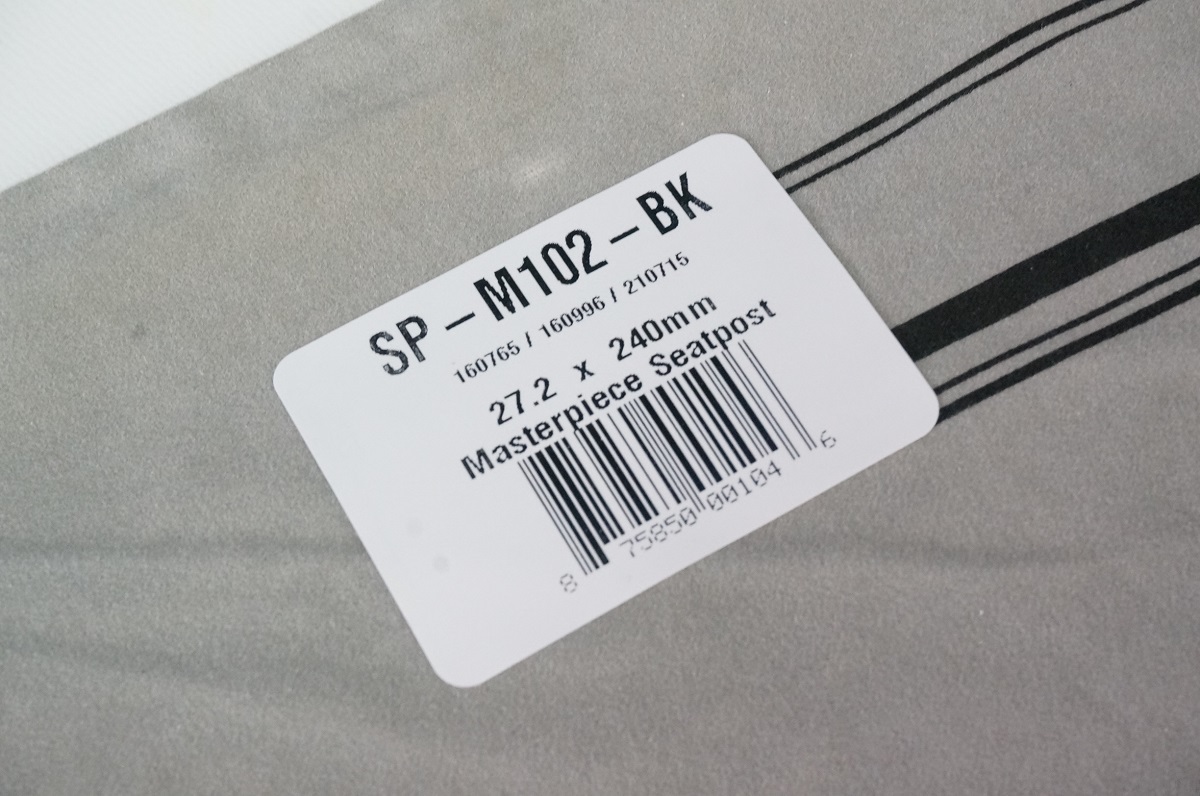 SP – M102 – BK
160765 / 160996 / 210715
27.2 x 240mm
Masterpiece Seatpost
8 75850 00104 6